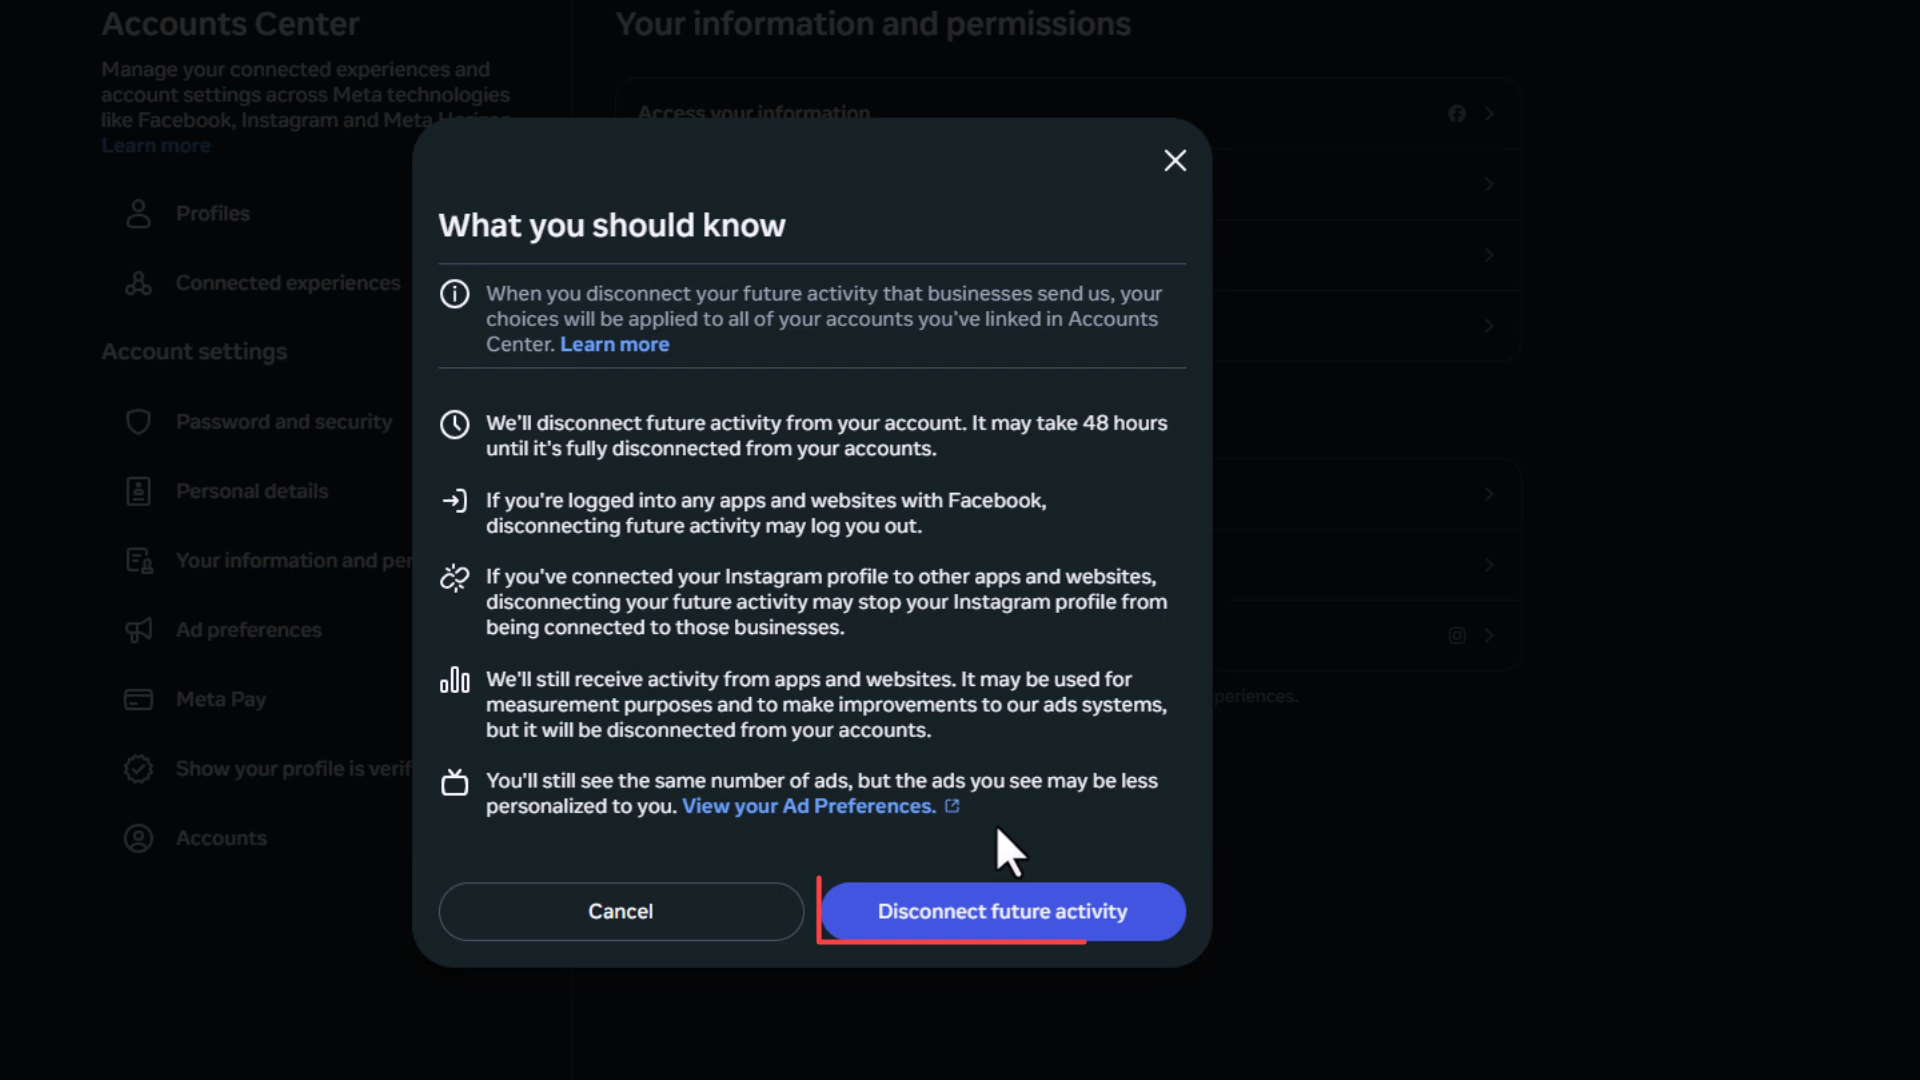 Accounts Center
Manage your connected experiences and
account settings across Meta technologies
like Facebook, Instagram and Meta Horizon.
Learn more
Profiles
Connected experiences
Account settings
Password and security
Personal details
Your information and per
Ad preferences
Meta Pay
Show your profile is verif
Accounts
Your information and permissions
Access your information
What you should know
When you disconnect your future activity that businesses send us, your
choices will be applied to all of your accounts you've linked in Accounts
Center. Learn more
We'll disconnect future activity from your account. It may take 48 hours
until it's fully disconnected from your accounts.
If you're logged into any apps and websites with Facebook,
disconnecting future activity may log you out.
If you've connected your Instagram profile to other apps and websites,
disconnecting your future activity may stop your Instagram profile from
being connected to those businesses.
We'll still receive activity from apps and websites. It may be used for
measurement purposes and to make improvements to our ads systems,
but it will be disconnected from your accounts.
You'll still see the same number of ads, but the ads you see may be less
personalized to you. View your Ad Preferences.
Cancel
Disconnect future activity
periences.